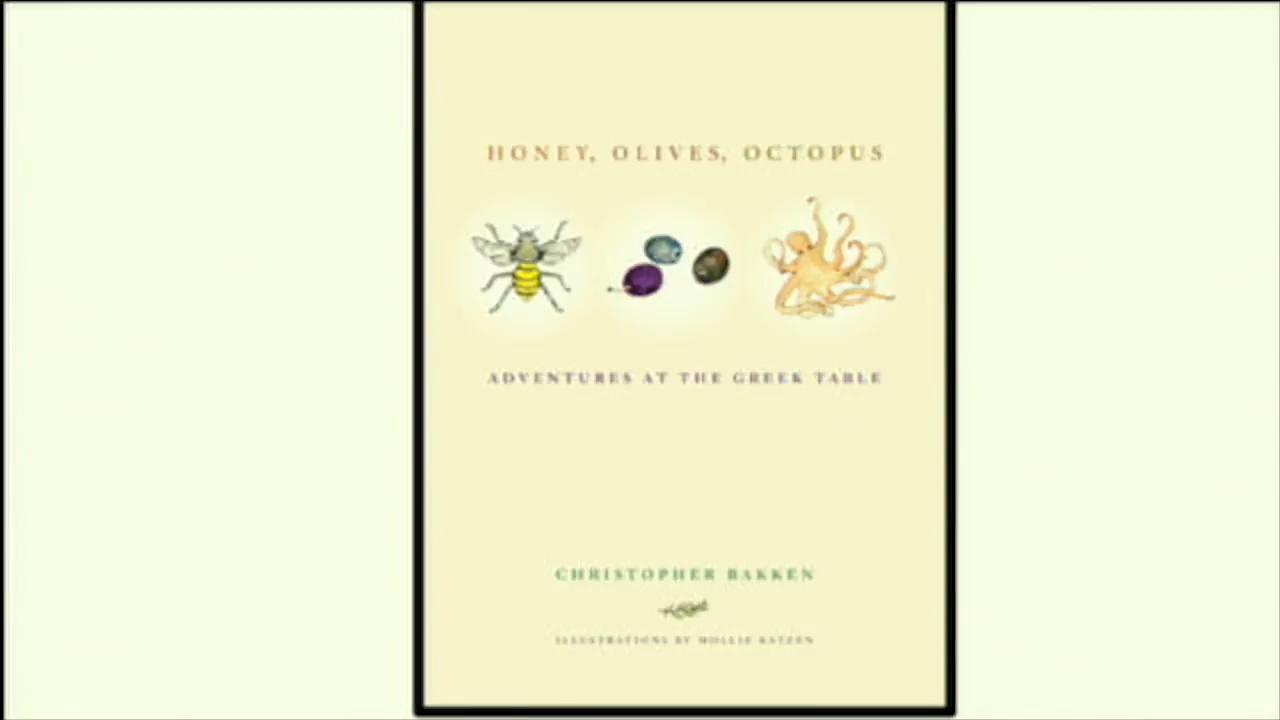 HONEY, OLIVES, OCTOPUS
ADVENTURES AT THE GREEK TABLE
CHRISTOPHER BAKKEN
ILLUSTRATIONS BY MOLLIE KATZEN